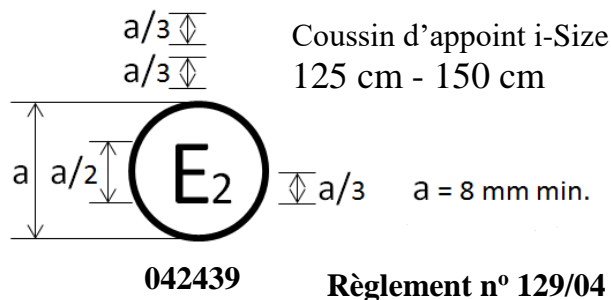 a/3
Coussin d’appoint i-Size
a/3
125 cm - 150 cm
a
a/2
E2
a/3
a = 8 mm min.
042439
Règlement nº 129/04